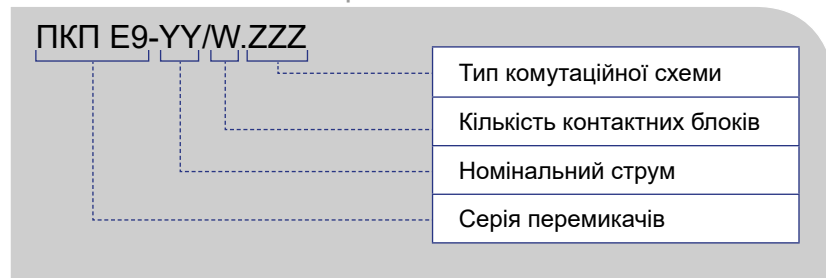 ПКП Е9-YY/W.ZZZ
Тип комутаційної схеми
Кількість контактних блоків
Номінальний струм
Серія перемикачів